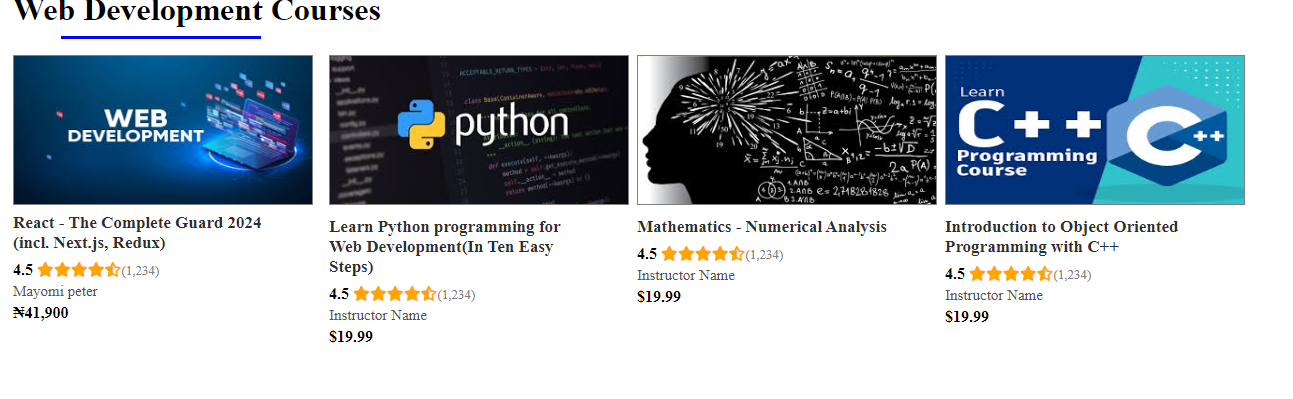 Web Development Courses
WEB
DEVELOPMENT
React - The Complete Guard 2024
(incl. Next.js, Redux)
4.5 (1,234)
Mayomi peter
₦41,900
python
Learn Python programming for
Web Development(In Ten Easy
Steps)
4.5 (1,234)
Instructor Name
$19.99
Mathematics - Numerical Analysis
4.5 (1,234)
Instructor Name
$19.99
Learn
C++
Programming
Course
C++
Introduction to Object Oriented
Programming with C++
4.5 (1,234)
Instructor Name
$19.99